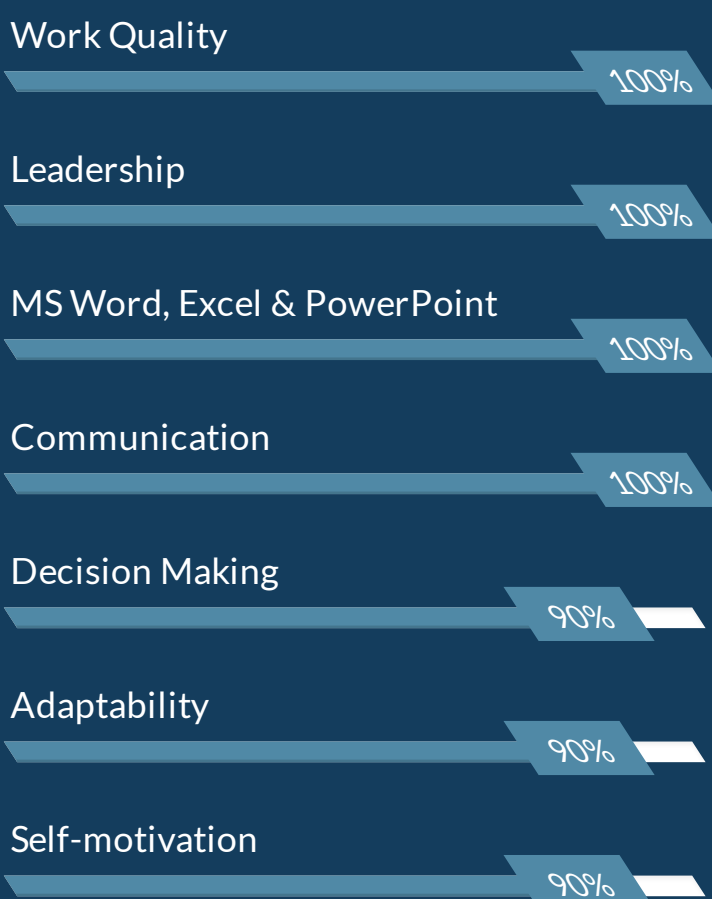 Work Quality
100%
Leadership
100%
MS Word, Excel & PowerPoint
100%
Communication
100%
Decision Making
90%
Adaptability
90%
Self-motivation
90%